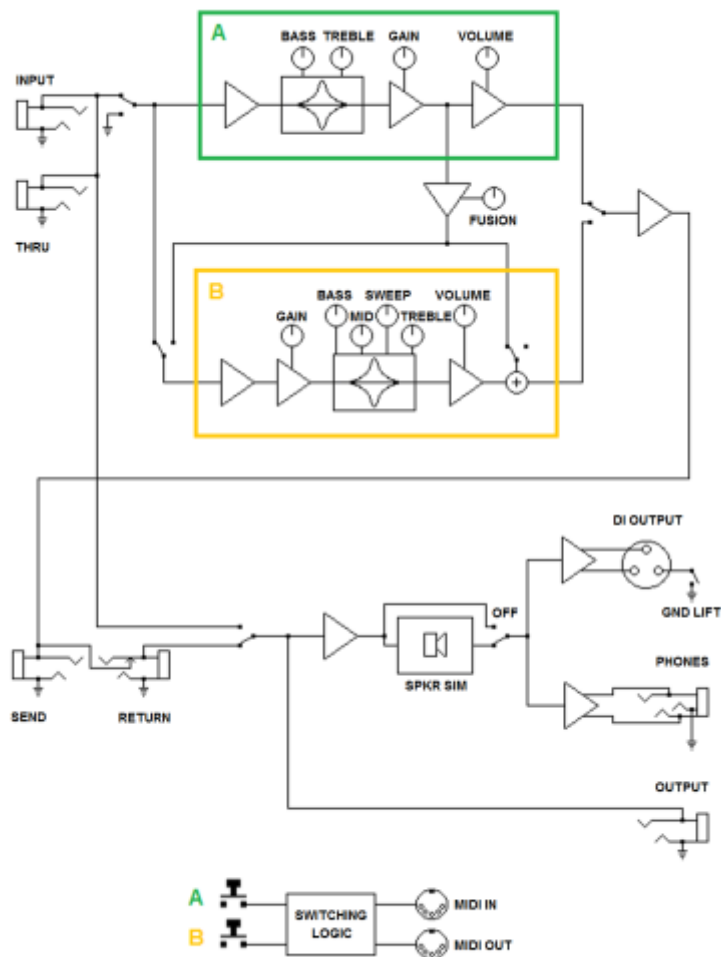 A
BASS TREBLE GAIN VOLUME
INPUT
THRU
FUSION
B
BASS SWEEP VOLUME
GAIN MID TREBLE
DI OUTPUT
OFF
GND LIFT
SPKR SIM
PHONES
SEND RETURN
OUTPUT
A
SWITCHING
LOGIC
MIDI IN
B
MIDI OUT